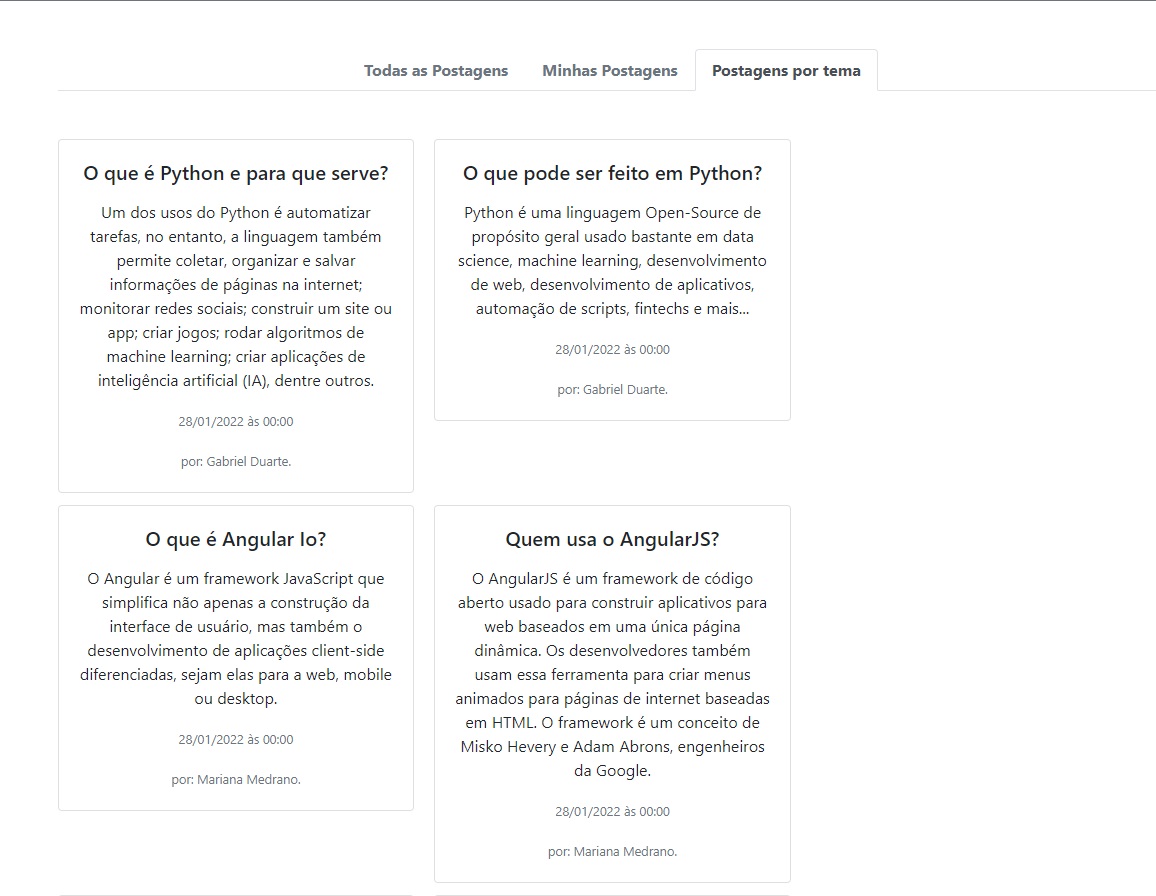 Todas as Postagens
Minhas Postagens
Postagens por tema
O que é Python e para que serve?
Um dos usos do Python é automatizar
tarefas, no entanto, a linguagem também
permite coletar, organizar e salvar
informações de páginas na internet;
monitorar redes sociais; construir um site ou
app; criar jogos; rodar algoritmos de
machine learning; criar aplicações de
inteligência artificial (IA), dentre outros.
28/01/2022 às 00:00
por: Gabriel Duarte.
O que pode ser feito em Python?
Python é uma linguagem Open-Source de
propósito geral usado bastante em data
science, machine learning, desenvolvimento
de web, desenvolvimento de aplicativos,
automação de scripts, fintechs e mais...
28/01/2022 às 00:00
por: Gabriel Duarte.
O que é Angular Io?
O Angular é um framework JavaScript que
simplifica não apenas a construção da
interface de usuário, mas também o
desenvolvimento de aplicações client-side
diferenciadas, sejam elas para a web, mobile
ou desktop.
28/01/2022 às 00:00
por: Mariana Medrano.
Quem usa o AngularJS?
O AngularJS é um framework de código
aberto usado para construir aplicativos para
web baseados em uma única página
dinâmica. Os desenvolvedores também
usam essa ferramenta para criar menus
animados para páginas de internet baseadas
em HTML. O framework é um conceito de
Misko Hevery e Adam Abrons, engenheiros
da Google.
28/01/2022 às 00:00
por: Mariana Medrano.